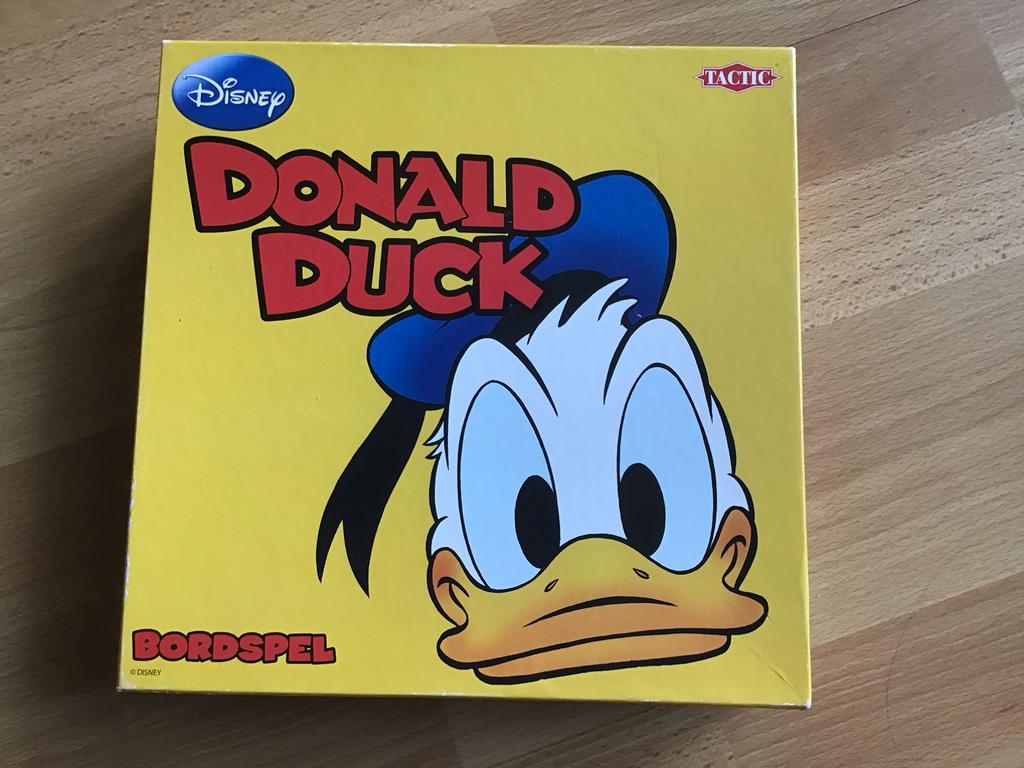 DISNEY
TACTIC
DONALD
DUCK
BORDSPEL
© DISNEY